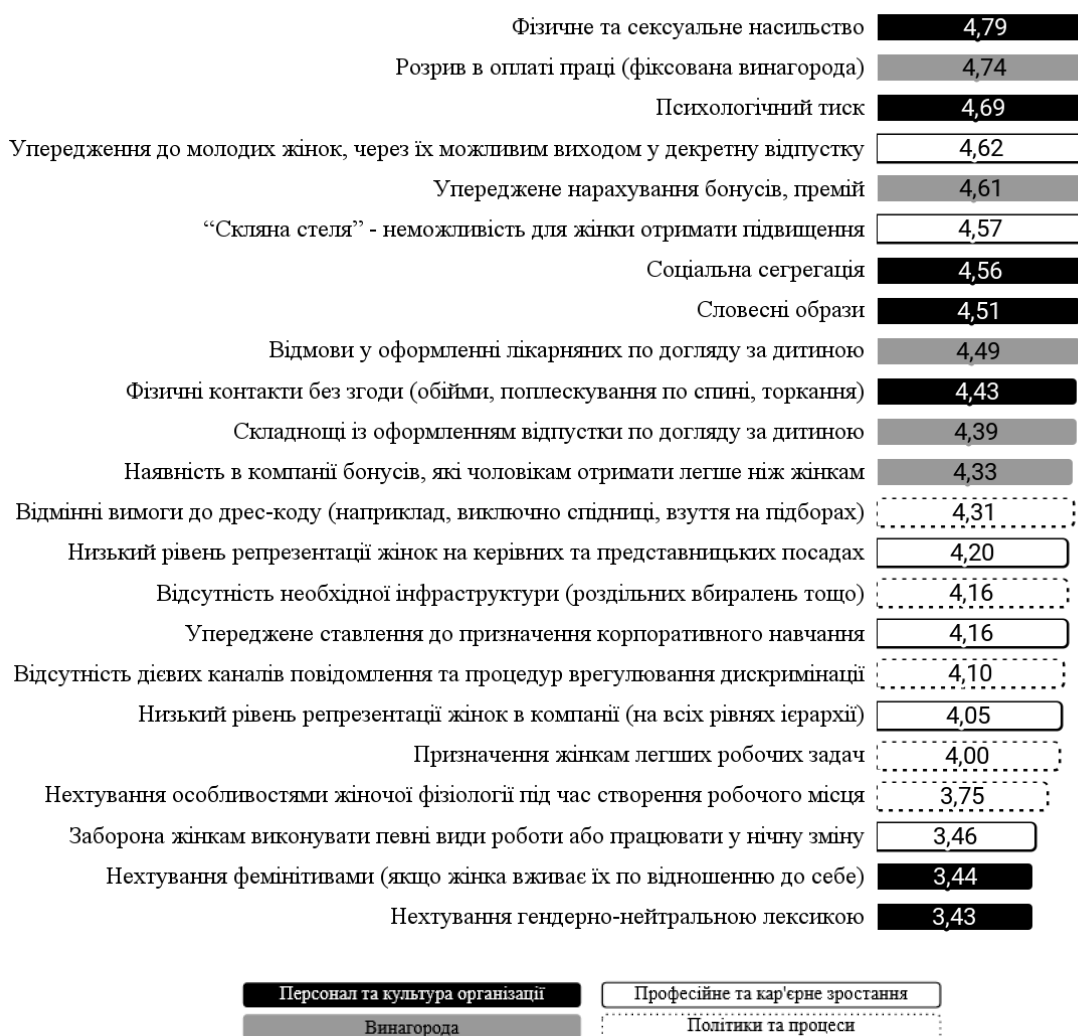 Фізичне та сексуальне насильство 4,79
Розрив в оплаті праці (фіксована винагорода) 4,74
Психологічний тиск 4,69
Упередження до молодих жінок, через їх можливим виходом у декретну відпустку 4,62
Упереджене нарахування бонусів, премій 4,61
“Скляна стеля” - неможливість для жінки отримати підвищення 4,57
Соціальна сегрегація 4,56
Словесні образи 4,51
Відмови у оформленні лікарняних по догляду за дитиною 4,49
Фізичні контакти без згоди (обійми, поплескування по спині, торкання) 4,43
Складнощі із оформленням відпустки по догляду за дитиною 4,39
Наявність в компанії бонусів, які чоловікам отримати легше ніж жінкам 4,33
Відмінні вимоги до дрес-коду (наприклад, виключно спідниці, взуття на підборах) 4,31
Низький рівень репрезентації жінок на керівних та представницьких посадах 4,20
Відсутність необхідної інфраструктури (роздільних вбиралень тощо) 4,16
Упереджене ставлення до призначення корпоративного навчання 4,16
Відсутність дієвих каналів повідомлення та процедур врегулювання дискримінації 4,10
Низький рівень репрезентації жінок в компанії (на всіх рівнях ієрархії) 4,05
Призначення жінкам легших робочих задач 4,00
Нехтування особливостями жіночої фізіології під час створення робочого місця 3,75
Заборона жінкам виконувати певні види роботи або працювати у нічну зміну 3,46
Нехтування фемінітивами (якщо жінка вживає їх по відношенню до себе) 3,44
Нехтування гендерно-нейтральною лексикою 3,43
Персонал та культура організації Професійне та кар'єрне зростання
Винагорода Політики та процеси